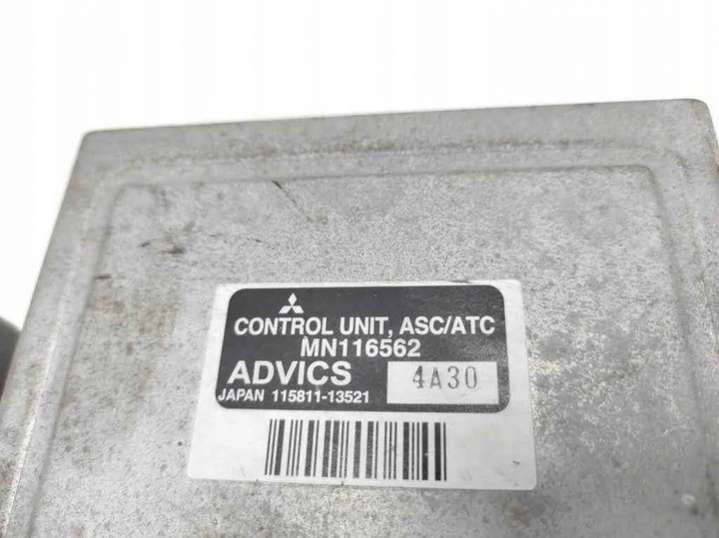 CONTROL UNIT, ASC/ATC
MN116562
ADVICS 4A30
JAPAN 115811-13521